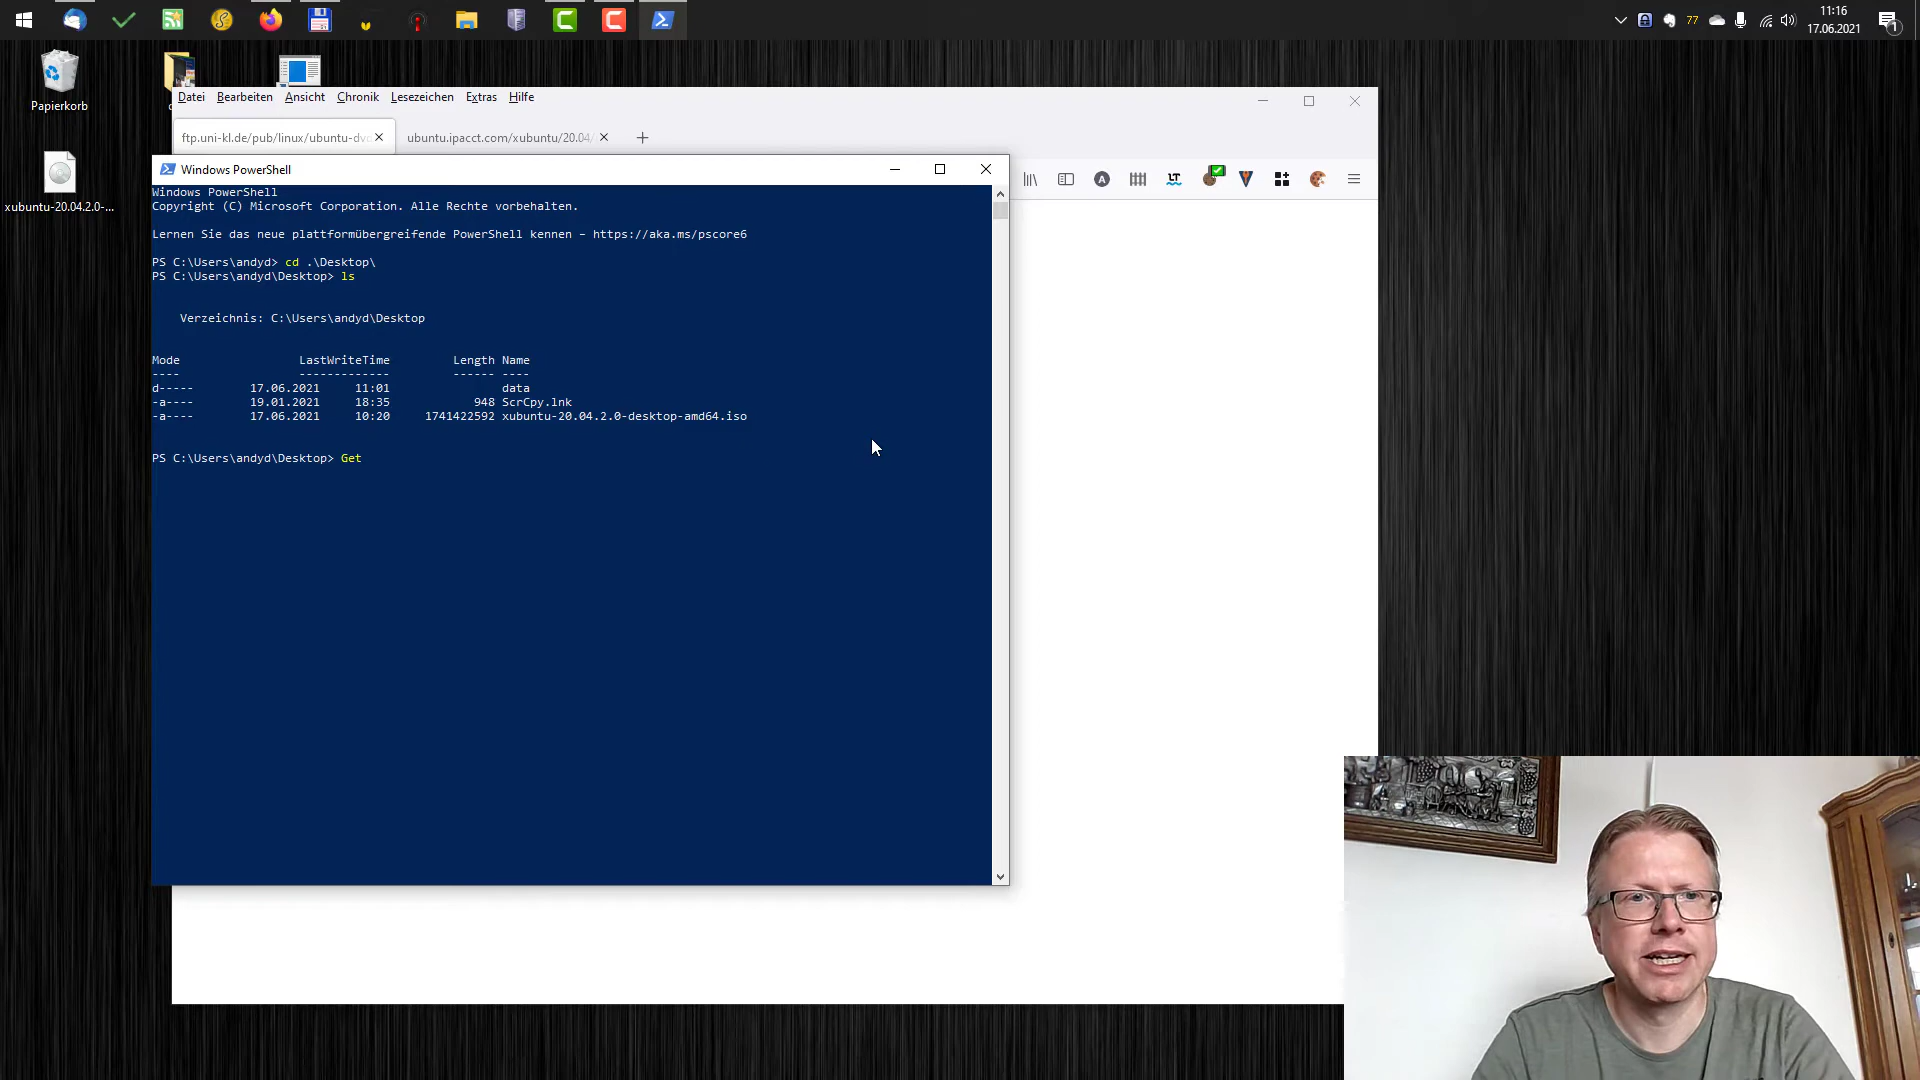 77
11:16
17.06.2021
1
Papierkorb
xubuntu-20.04.2.0-...
Datei Bearbeiten Ansicht Chronik Lesezeichen Extras Hilfe
ftp.uni-kl.de/pub/linux/ubuntu-dv
ubuntu.ipacct.com/xubuntu/20.04/
Windows PowerShell
Windows PowerShell
Copyright (C) Microsoft Corporation. Alle Rechte vorbehalten.
Lernen Sie das neue plattformübergreifende PowerShell kennen – https://aka.ms/pscore6
PS C:\Users\andyd> cd .\Desktop\
PS C:\Users\andyd\Desktop> ls
Verzeichnis: C:\Users\andyd\Desktop
Mode LastWriteTime Length Name
---- ------------- ------ ----
d----- 17.06.2021 11:01 data
-a---- 19.01.2021 18:35 948 ScrCpy.lnk
-a---- 17.06.2021 10:20 1741422592 xubuntu-20.04.2.0-desktop-amd64.iso
PS C:\Users\andyd\Desktop> Get